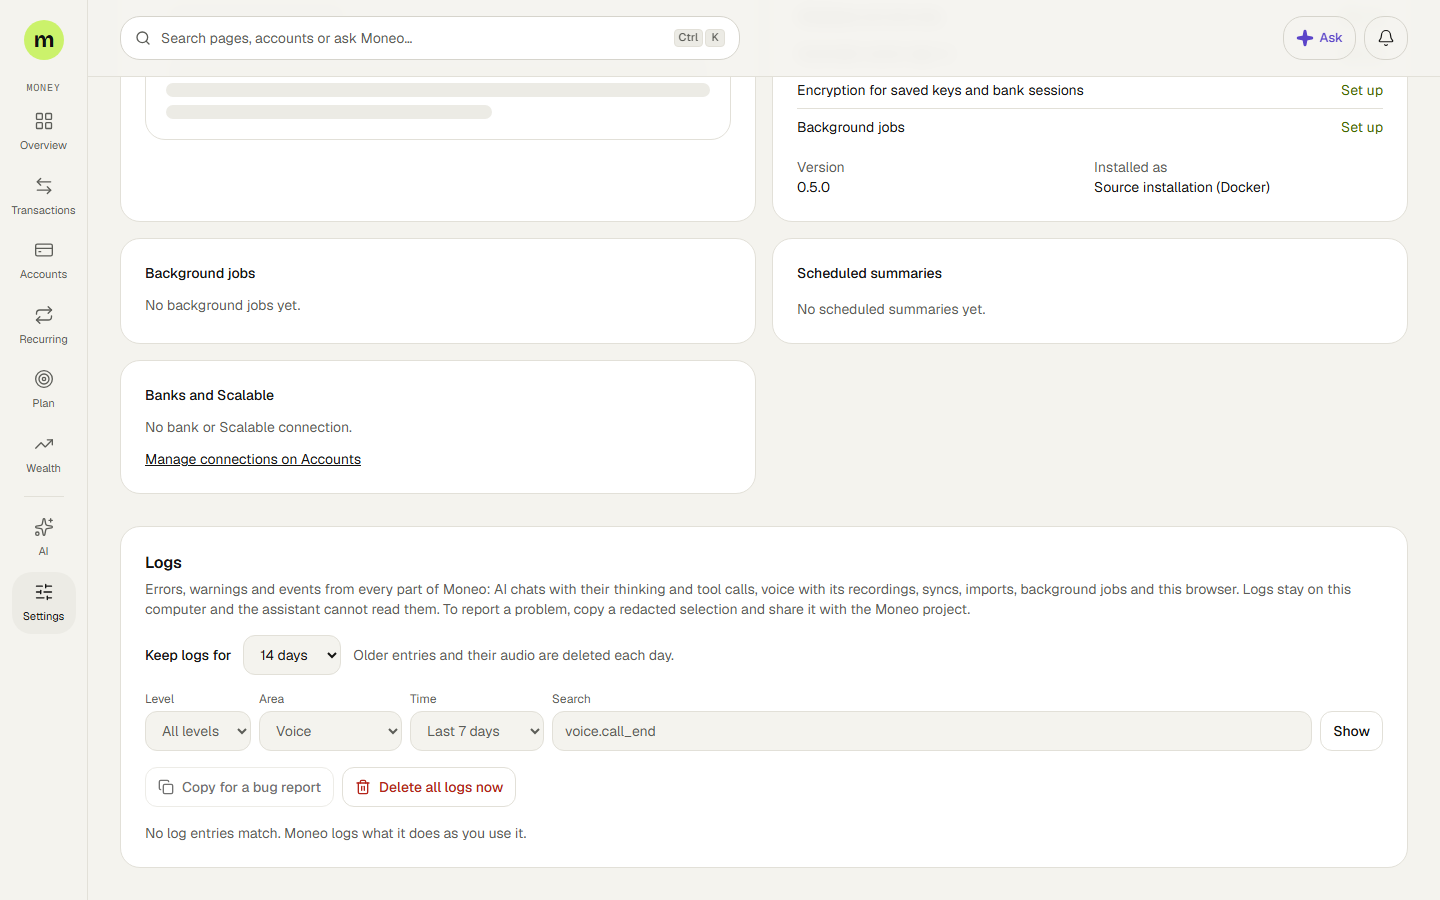 m
Search pages, accounts or ask Moneo...
Ctrl K
Ask
MONEY
Overview
Transactions
Accounts
Recurring
Plan
Wealth
AI
Settings
Encryption for saved keys and bank sessions Set up
Background jobs Set up
Version Installed as
0.5.0 Source installation (Docker)
Background jobs
No background jobs yet.
Scheduled summaries
No scheduled summaries yet.
Banks and Scalable
No bank or Scalable connection.
Manage connections on Accounts
Logs
Errors, warnings and events from every part of Moneo: AI chats with their thinking and tool calls, voice with its recordings, syncs, imports, background jobs and this browser. Logs stay on this
computer and the assistant cannot read them. To report a problem, copy a redacted selection and share it with the Moneo project.
Keep logs for 14 days Older entries and their audio are deleted each day.
Level Area Time Search
All levels Voice Last 7 days voice.call_end Show
Copy for a bug report Delete all logs now
No log entries match. Moneo logs what it does as you use it.